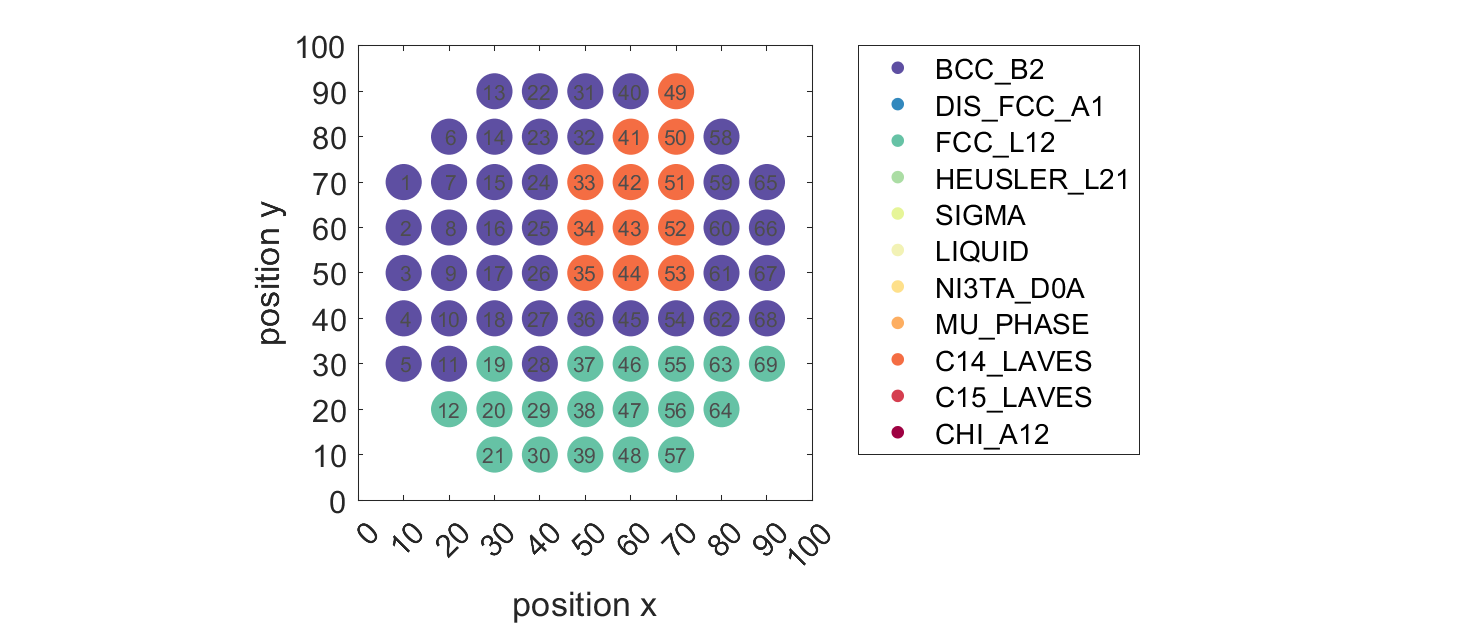 100
90 13 22 31 40 49
80 6 14 23 32 41 50 58
70 1 7 15 24 33 42 51 59 65
60 2 8 16 25 34 43 52 60 66
50 3 9 17 26 35 44 53 61 67
40 4 10 18 27 36 45 54 62 68
30 5 11 19 28 37 46 55 63 69
20 12 20 29 38 47 56 64
10 21 30 39 48 57
0
0 10 20 30 40 50 60 70 80 90 100
position x
position y
BCC_B2
DIS_FCC_A1
FCC_L12
HEUSLER_L21
SIGMA
LIQUID
NI3TA_D0A
MU_PHASE
C14_LAVES
C15_LAVES
CHI_A12